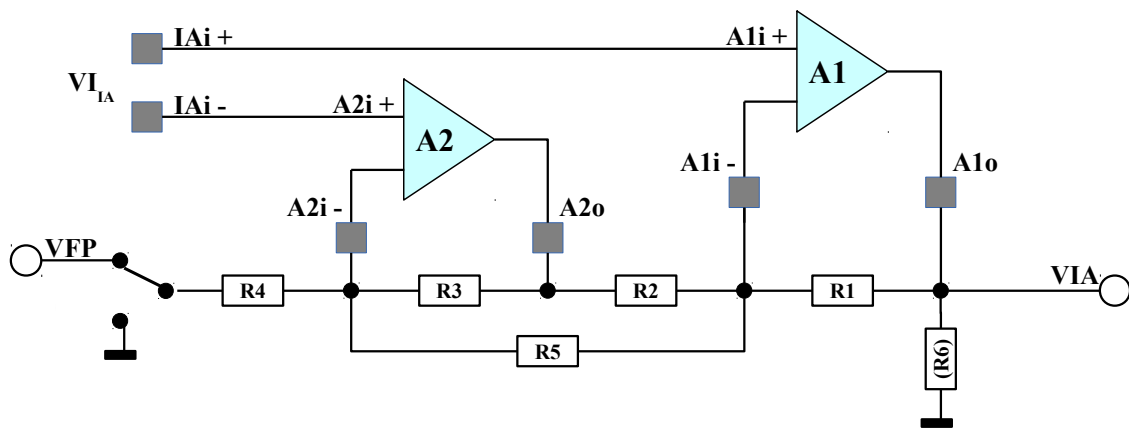 IAi +
A1i +
A1
VI IA
IAi -
A2i +
A2
A1i -
A1o
A2i -
A2o
VFP
VIA
R4
R3
R2
R1
R5
(R6)